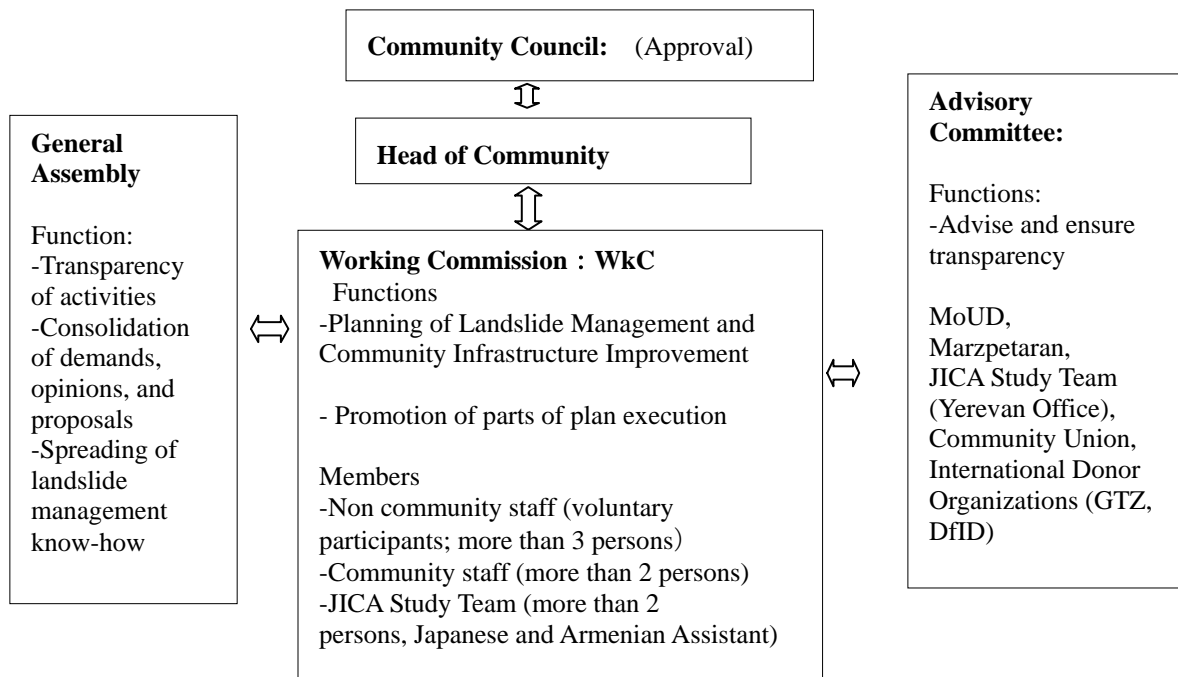 Community Council: (Approval)
Head of Community
General
Assembly
Function:
-Transparency
of activities
-Consolidation
of demands,
opinions, and
proposals
-Spreading of
landslide
management
know-how
Working Commission：WkC
Functions
-Planning of Landslide Management and
Community Infrastructure Improvement
- Promotion of parts of plan execution
Members
-Non community staff (voluntary
participants; more than 3 persons）
-Community staff (more than 2 persons)
-JICA Study Team (more than 2
persons, Japanese and Armenian Assistant)
Advisory
Committee:
Functions:
-Advise and ensure
transparency
MoUD,
Marzpetaran,
JICA Study Team
(Yerevan Office),
Community Union,
International Donor
Organizations (GTZ,
DfID)